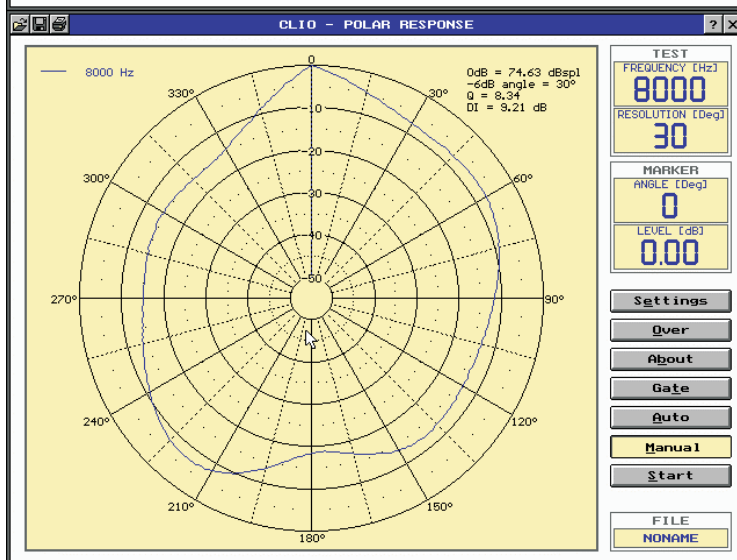 CLIO - POLAR RESPONSE
? X
8000 Hz
0dB = 74.63 dBspl
-6dB angle = 30°
Q = 8.34
DI = 9.21 dB
0
330°
30°
-10
-20
300°
60°
-30
-40
-50
270°
90°
240°
120°
210°
150°
180°
TEST
FREQUENCY [Hz]
8000
RESOLUTION [Deg]
30
MARKER
ANGLE [Deg]
0
LEVEL [dB]
0.00
Settings
Over
About
Gate
Auto
Manual
Start
FILE
NONAME